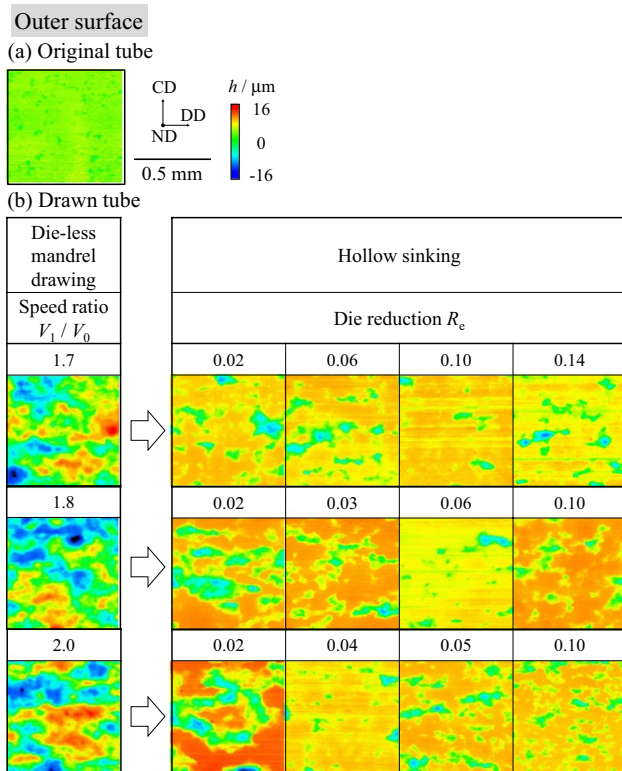 Outer surface
(a) Original tube
CD
DD
ND
0.5 mm
h / μm
16
0
-16
(b) Drawn tube
Die-less
mandrel
drawing
Hollow sinking
Speed ratio
V1 / V0
Die reduction Re
1.7
0.02
0.06
0.10
0.14
1.8
0.02
0.03
0.06
0.10
2.0
0.02
0.04
0.05
0.10